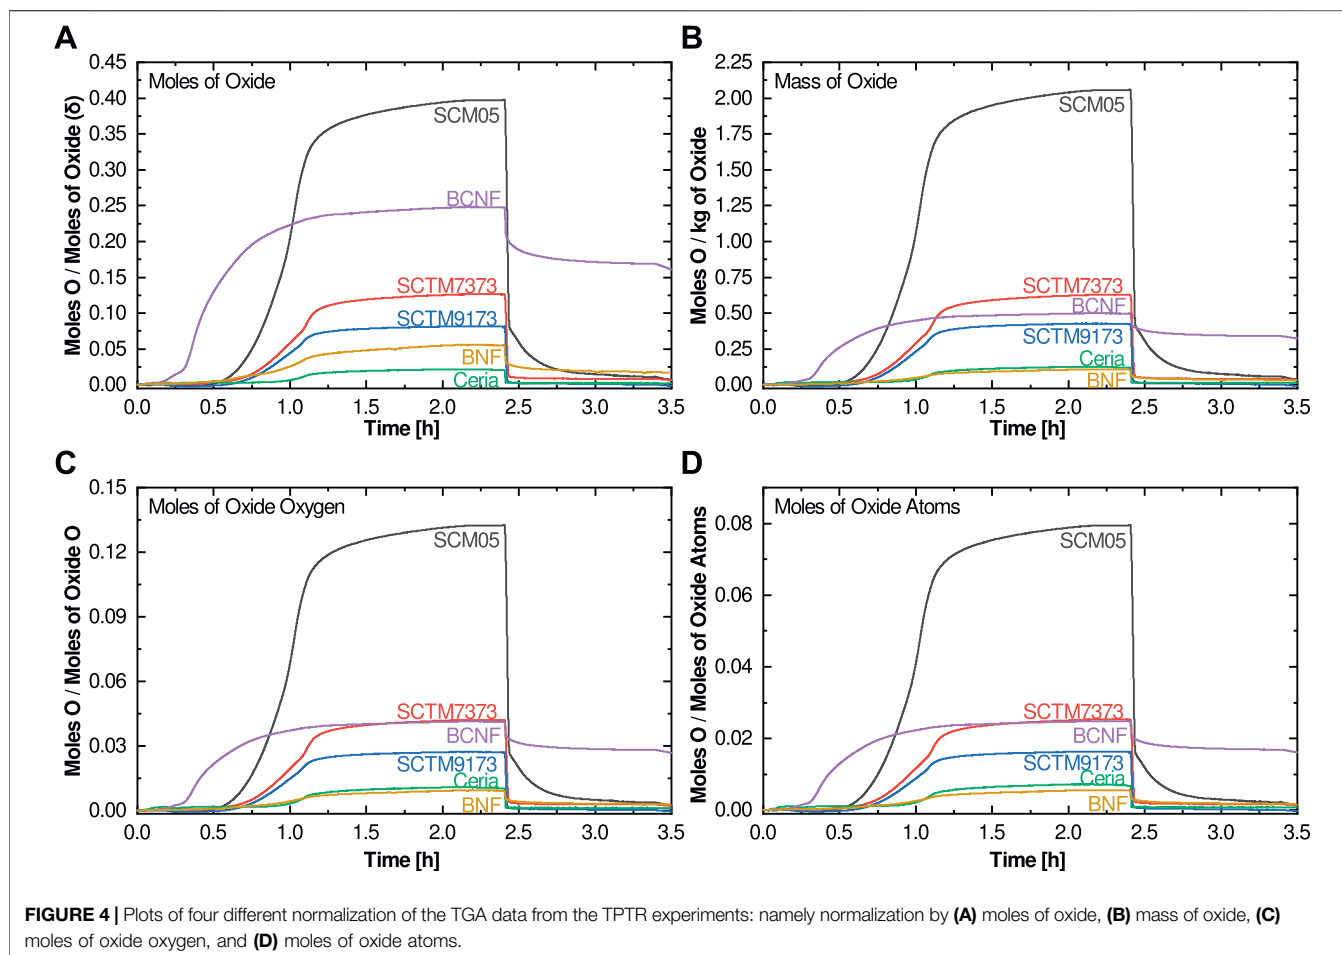 A
Moles of Oxide
0.45
0.40
0.35
0.30
0.25
0.20
0.15
0.10
0.05
0.00
Moles O / Moles of Oxide (δ)
SCM05
BCNF
SCTM7373
SCTM9173
BNF
Ceria
0.0 0.5 1.0 1.5 2.0 2.5 3.0 3.5
Time [h]
B
Mass of Oxide
2.25
2.00
1.75
1.50
1.25
1.00
0.75
0.50
0.25
0.00
Moles O / kg of Oxide
SCM05
SCTM7373
BCNF
SCTM9173
Ceria
BNF
0.0 0.5 1.0 1.5 2.0 2.5 3.0 3.5
Time [h]
C
Moles of Oxide Oxygen
0.15
0.12
0.09
0.06
0.03
0.00
Moles O / Moles of Oxide O
SCM05
SCTM7373
BCNF
SCTM9173
Ceria
BNF
0.0 0.5 1.0 1.5 2.0 2.5 3.0 3.5
Time [h]
D
Moles of Oxide Atoms
0.08
0.06
0.04
0.02
0.00
Moles O / Moles of Oxide Atoms
SCM05
SCTM7373
BCNF
SCTM9173
Ceria
BNF
0.0 0.5 1.0 1.5 2.0 2.5 3.0 3.5
Time [h]
FIGURE 4 | Plots of four different normalization of the TGA data from the TPTR experiments: namely normalization by (A) moles of oxide, (B) mass of oxide, (C)
moles of oxide oxygen, and (D) moles of oxide atoms.